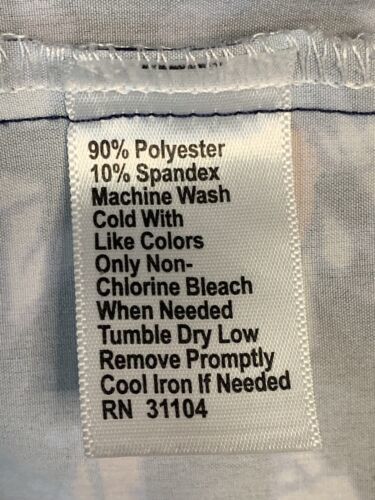 90% Polyester
10% Spandex
Machine Wash
Cold With
Like Colors
Only Non-
Chlorine Bleach
When Needed
Tumble Dry Low
Remove Promptly
Cool Iron If Needed
RN 31104